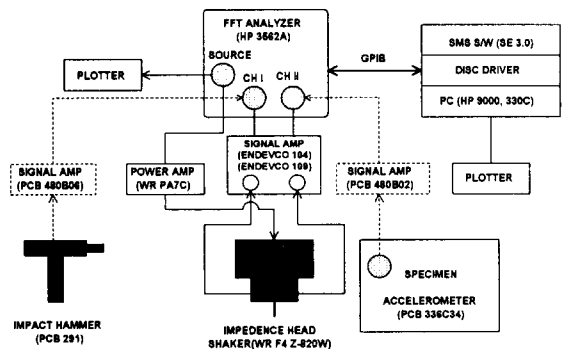 FFT ANALYZER
(HP 3562A)
SOURCE
CH I
CH II
PLOTTER
GPIB
SMS S/W (SE 3.0)
DISC DRIVER
PC (HP 9000, 330C)
PLOTTER
SIGNAL AMP
(PCB 480B06)
POWER AMP
(WR PA7C)
SIGNAL AMP
(ENDEVCO 104)
(ENDEVCO 109)
SIGNAL AMP
(PCB 480B02)
SPECIMEN
ACCELEROMETER
(PCB 336C34)
IMPACT HAMMER
(PCB 291)
IMPEDENCE HEAD
SHAKER(WR F4 Z-820W)